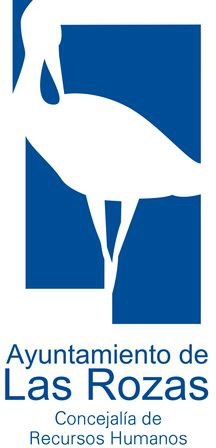 Ayuntamiento de
Las Rozas
Concejalía de
Recursos Humanos